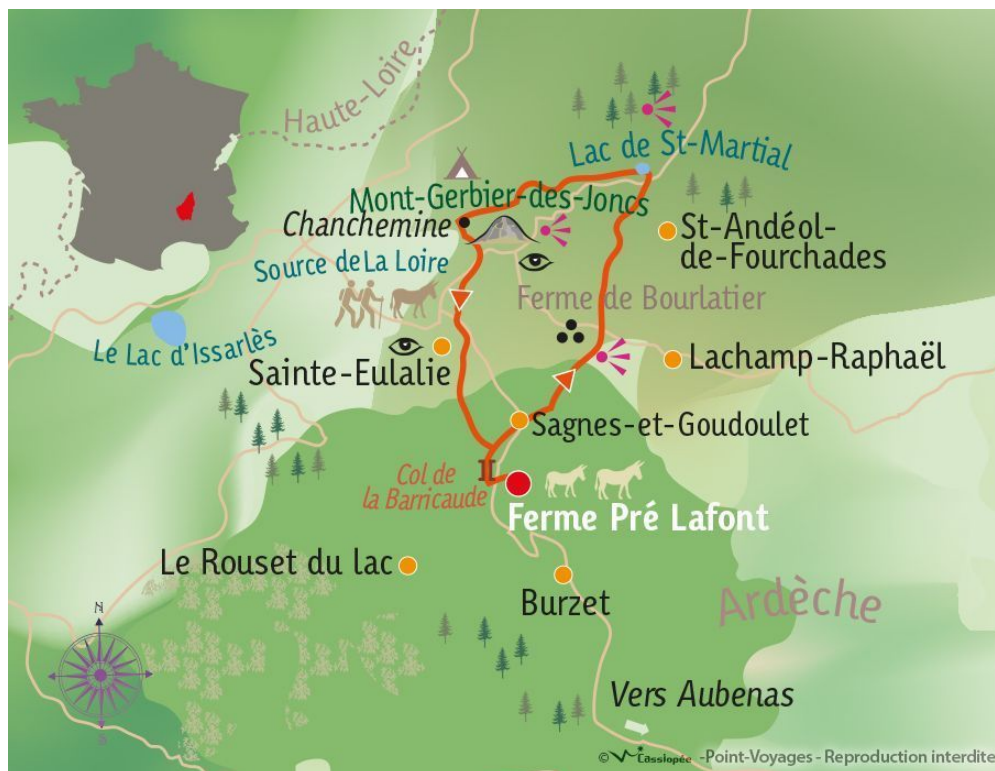 Haute-Loire
Lac de St-Martial
Mont-Gerbier-des-Joncs
Chanchemine
St-Andéol-
de-Fourchades
Source de La Loire
Ferme de Bourlatier
Le Lac d'Issarlès
Sainte-Eulalie
Lachamp-Raphaël
Sagnes-et-Goudoulet
Col de
la Barricaude
Ferme Pré Lafont
Le Rouset du lac
Burzet
Ardèche
N
S
Vers Aubenas
© Cassiopée -Point-Voyages - Reproduction interdite